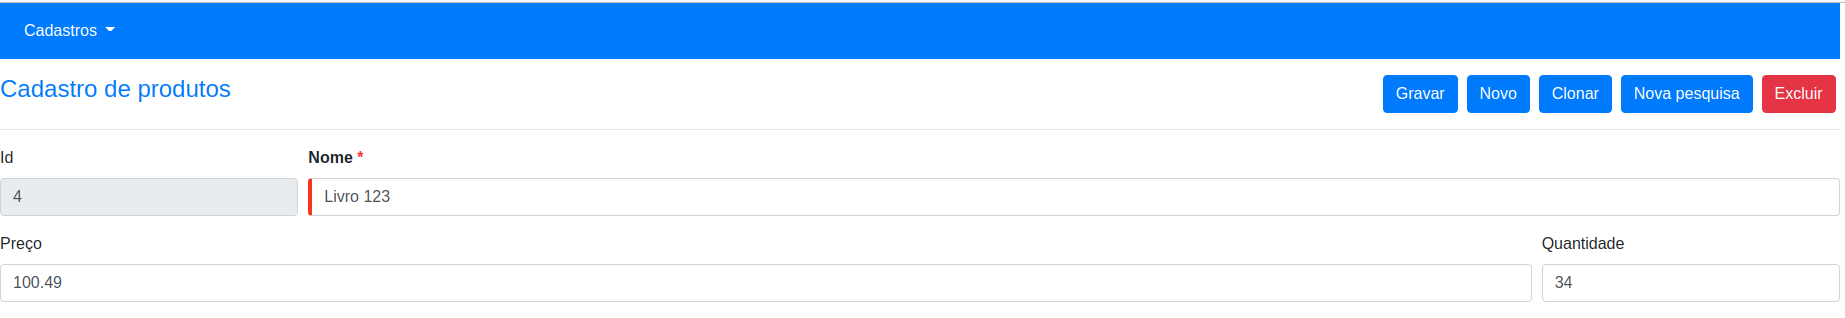 Cadastros
Cadastro de produtos
Gravar Novo Clonar Nova pesquisa Excluir
Id Nome *
4 Livro 123
Preço Quantidade
100.49 34